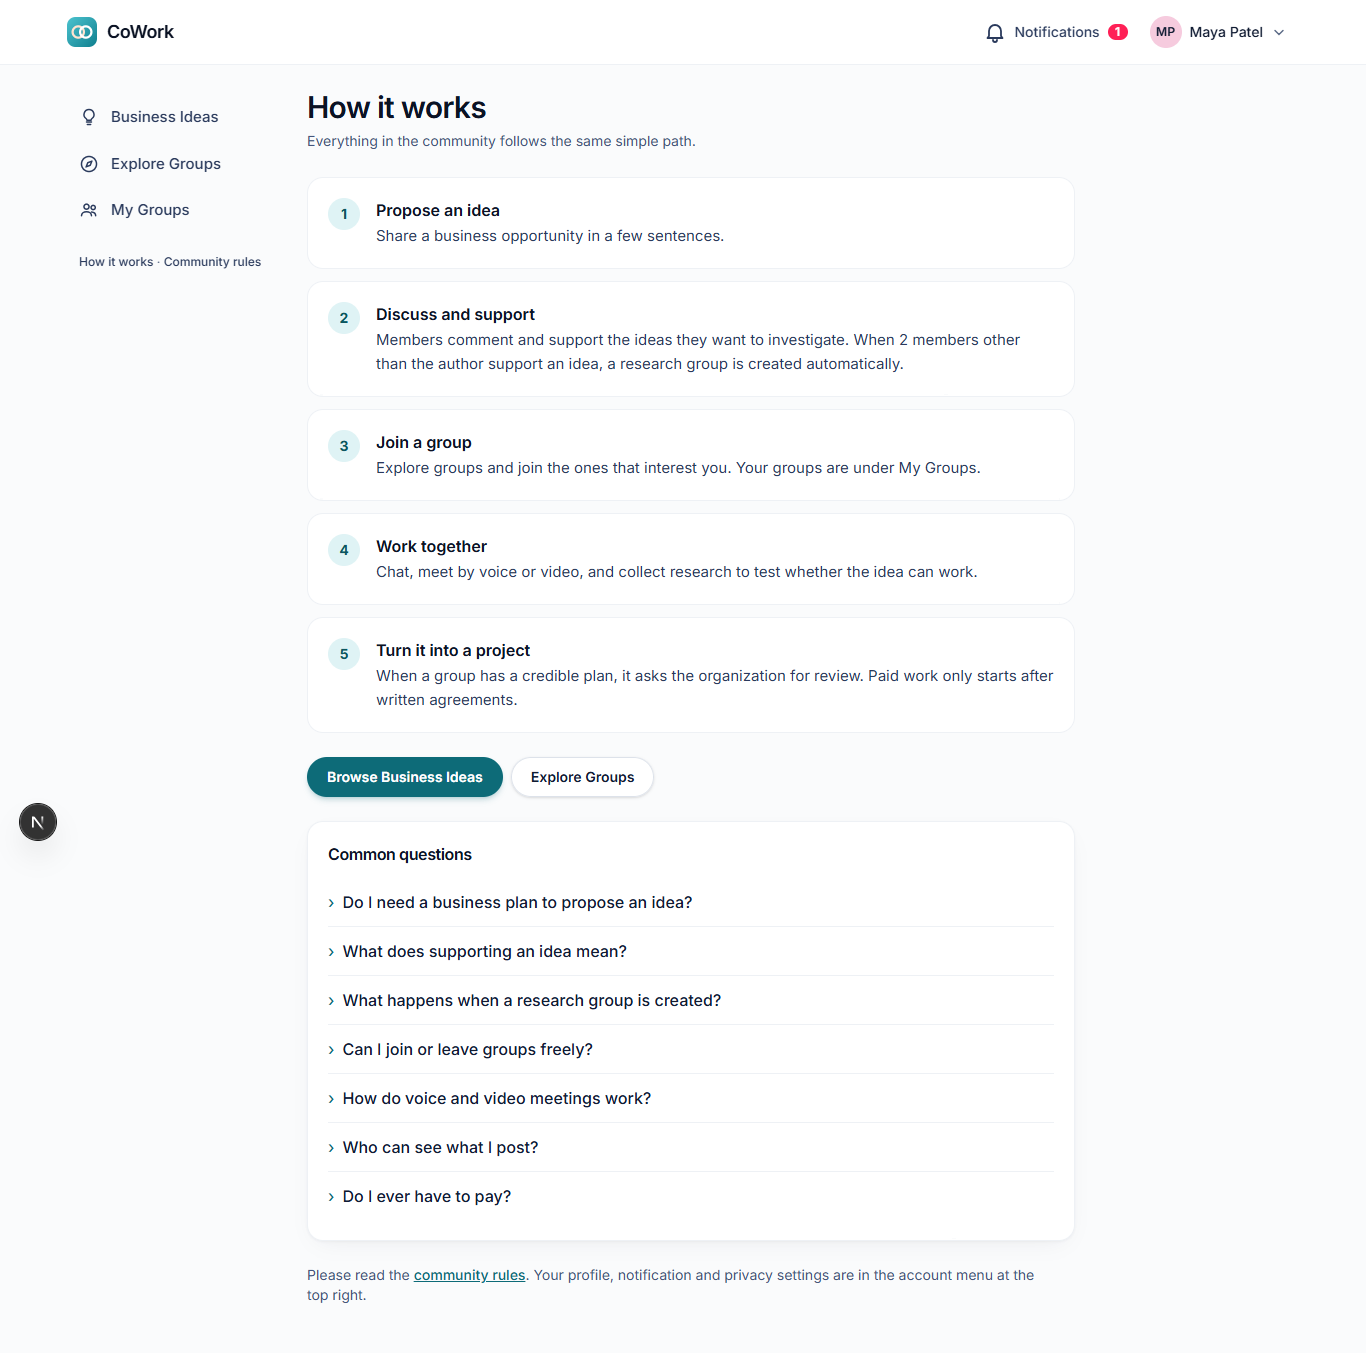 CoWork
Notifications 1
MP Maya Patel
Business Ideas
Explore Groups
My Groups
How it works · Community rules
How it works
Everything in the community follows the same simple path.
1
Propose an idea
Share a business opportunity in a few sentences.
2
Discuss and support
Members comment and support the ideas they want to investigate. When 2 members other
than the author support an idea, a research group is created automatically.
3
Join a group
Explore groups and join the ones that interest you. Your groups are under My Groups.
4
Work together
Chat, meet by voice or video, and collect research to test whether the idea can work.
5
Turn it into a project
When a group has a credible plan, it asks the organization for review. Paid work only starts after
written agreements.
Browse Business Ideas
Explore Groups
N
Common questions
› Do I need a business plan to propose an idea?
› What does supporting an idea mean?
› What happens when a research group is created?
› Can I join or leave groups freely?
› How do voice and video meetings work?
› Who can see what I post?
› Do I ever have to pay?
Please read the community rules. Your profile, notification and privacy settings are in the account menu at the
top right.